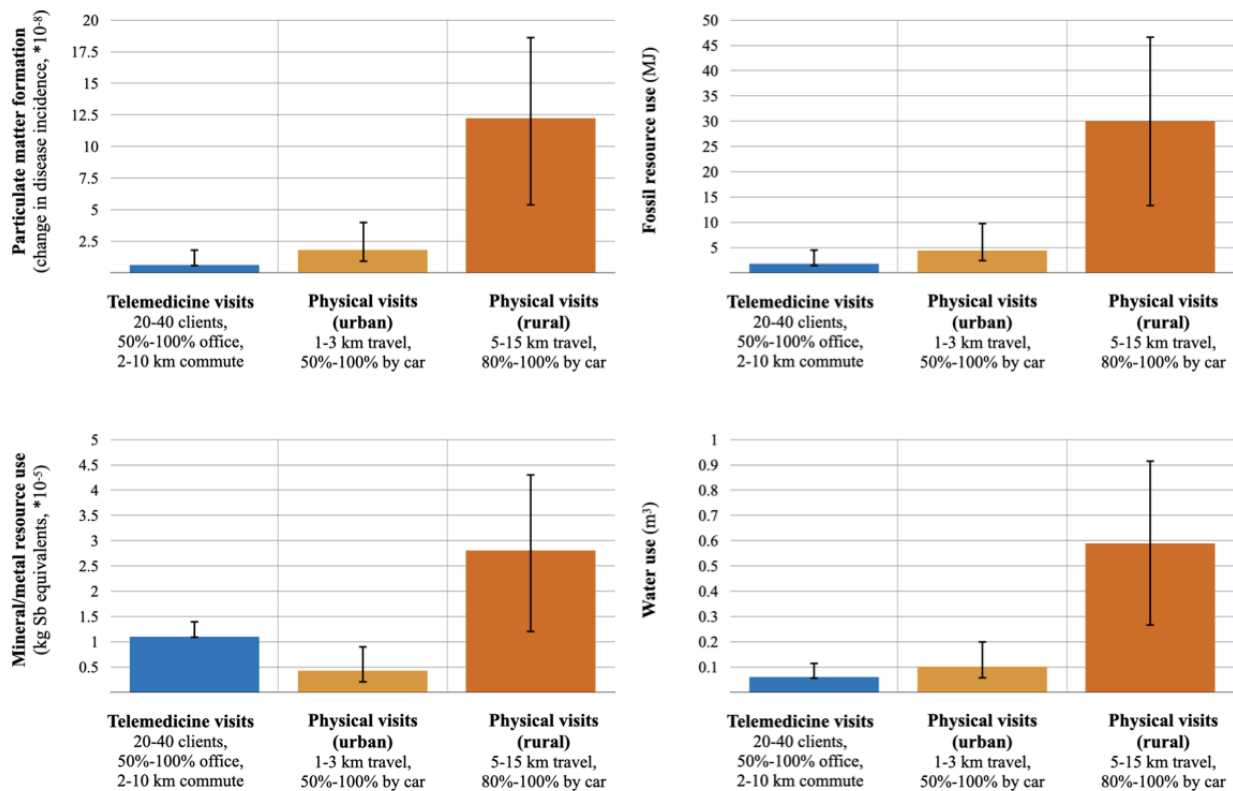 Particulate matter formation
(change in disease incidence, *10-8)
20
17.5
15
12.5
10
7.5
5
2.5
Telemedicine visits
20-40 clients,
50%-100% office,
2-10 km commute
Physical visits
(urban)
1-3 km travel,
50%-100% by car
Physical visits
(rural)
5-15 km travel,
80%-100% by car
Fossil resource use (MJ)
50
45
40
35
30
25
20
15
10
5
Telemedicine visits
20-40 clients,
50%-100% office,
2-10 km commute
Physical visits
(urban)
1-3 km travel,
50%-100% by car
Physical visits
(rural)
5-15 km travel,
80%-100% by car
Mineral/metal resource use
(kg Sb equivalents, *10-5)
5
4.5
4
3.5
3
2.5
2
1.5
1
0.5
Telemedicine visits
20-40 clients,
50%-100% office,
2-10 km commute
Physical visits
(urban)
1-3 km travel,
50%-100% by car
Physical visits
(rural)
5-15 km travel,
80%-100% by car
Water use (m³)
1
0.9
0.8
0.7
0.6
0.5
0.4
0.3
0.2
0.1
Telemedicine visits
20-40 clients,
50%-100% office,
2-10 km commute
Physical visits
(urban)
1-3 km travel,
50%-100% by car
Physical visits
(rural)
5-15 km travel,
80%-100% by car